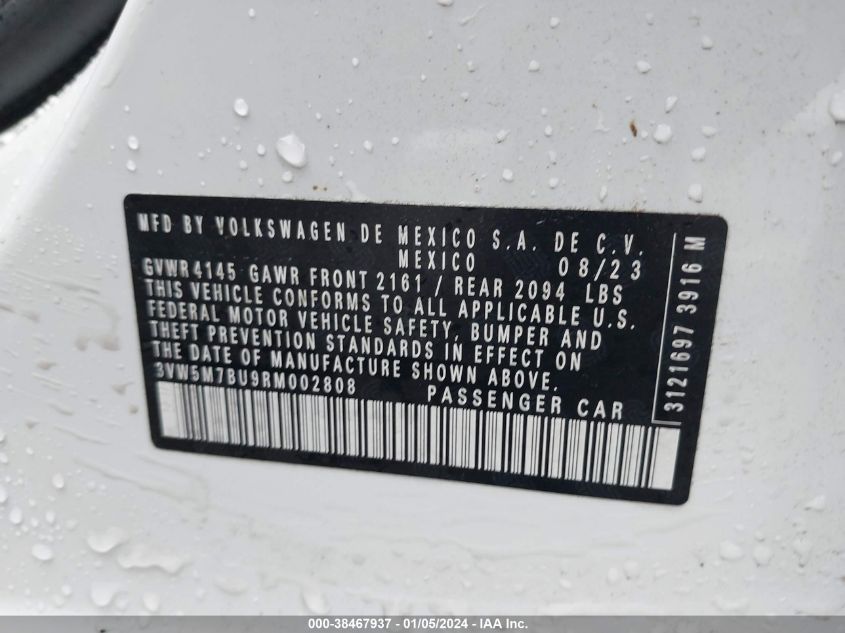 MFD BY VOLKSWAGEN DE MEXICO S.A. DE C.V.
MEXICO 08/23
GVWR 4145 GAWR FRONT 2161 / REAR 2094 LBS
THIS VEHICLE CONFORMS TO ALL APPLICABLE U.S.
FEDERAL MOTOR VEHICLE SAFETY, BUMPER AND
THEFT PREVENTION STANDARDS IN EFFECT ON
THE DATE OF MANUFACTURE SHOWN ABOVE.
3VW5M7BU9RM002808 PASSENGER CAR
3121697 3916 M
000-38467937 - 01/05/2024 - IAA Inc.